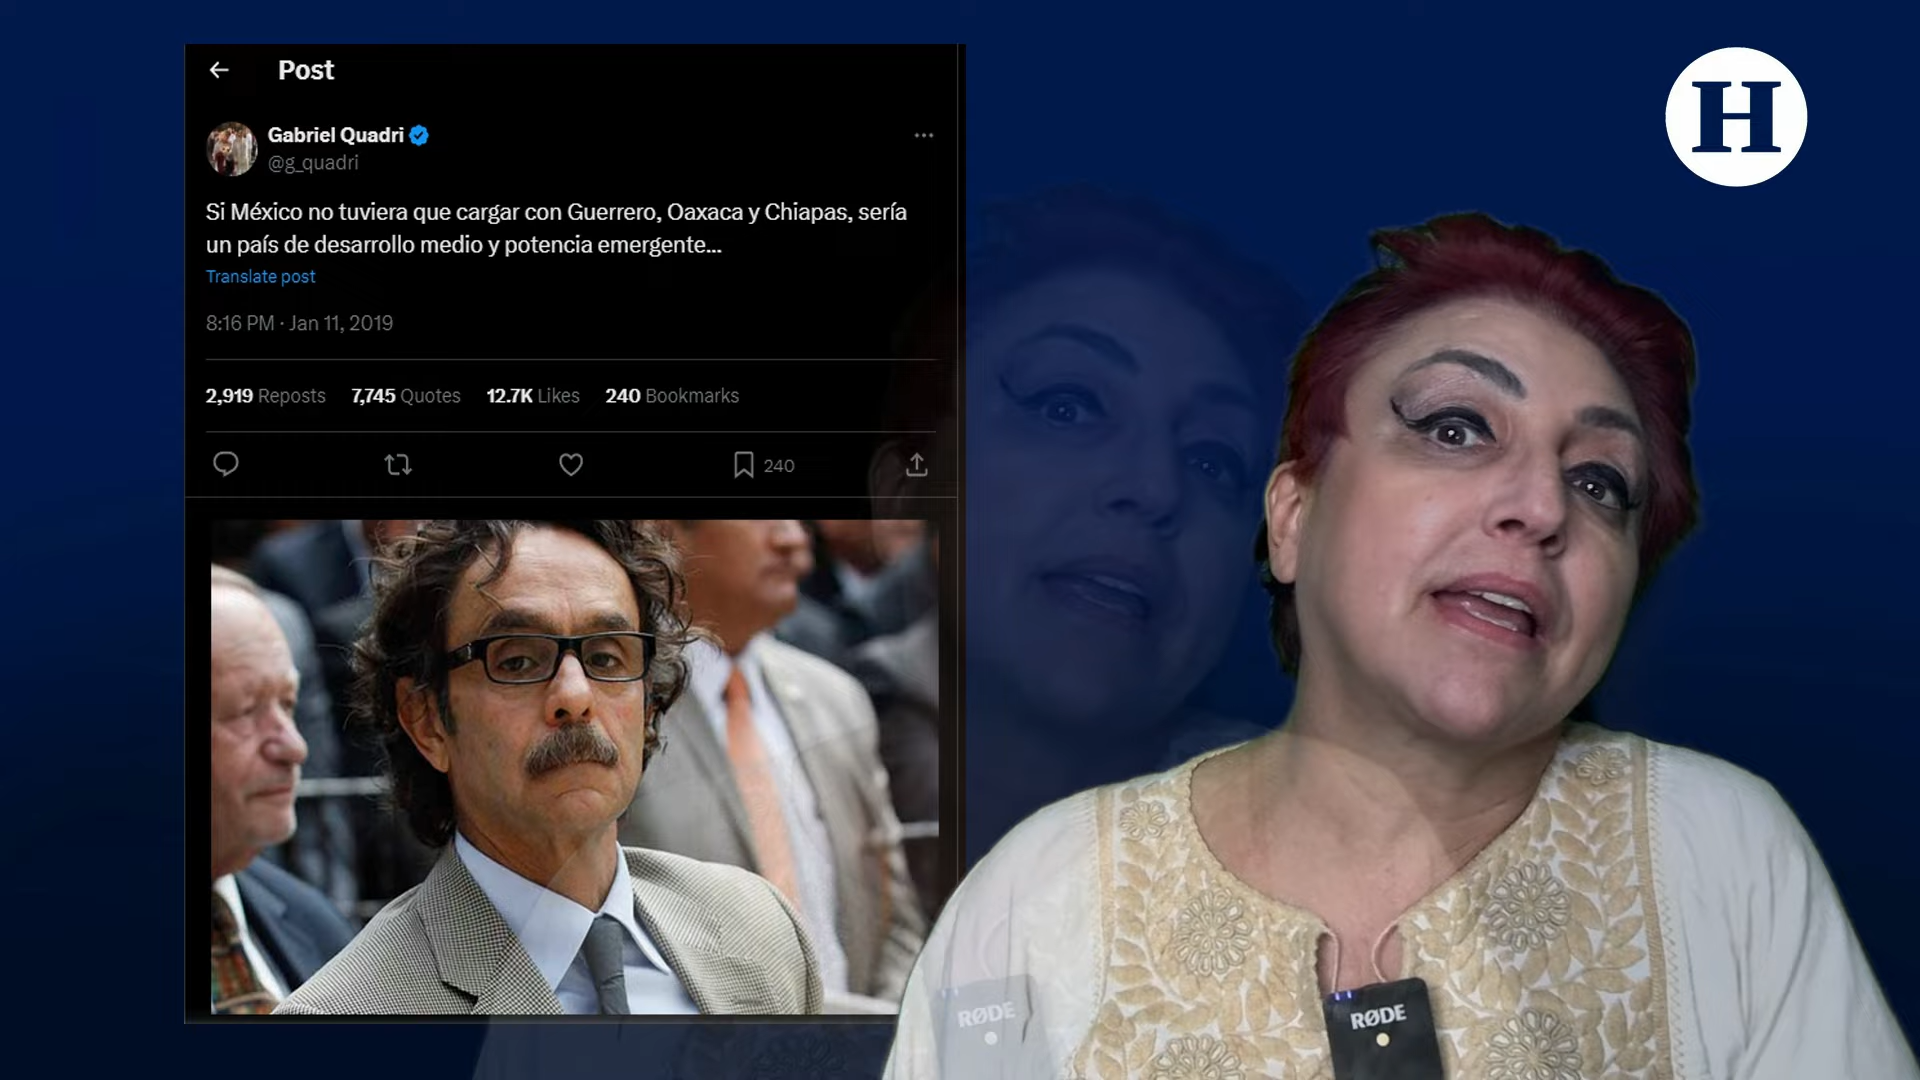 Post
Gabriel Quadri
@g_quadri
Si México no tuviera que cargar con Guerrero, Oaxaca y Chiapas, sería
un país de desarrollo medio y potencia emergente...
Translate post
8:16 PM · Jan 11, 2019
2,919 Reposts 7,745 Quotes 12.7K Likes 240 Bookmarks
240
H
RØDE
RØDE